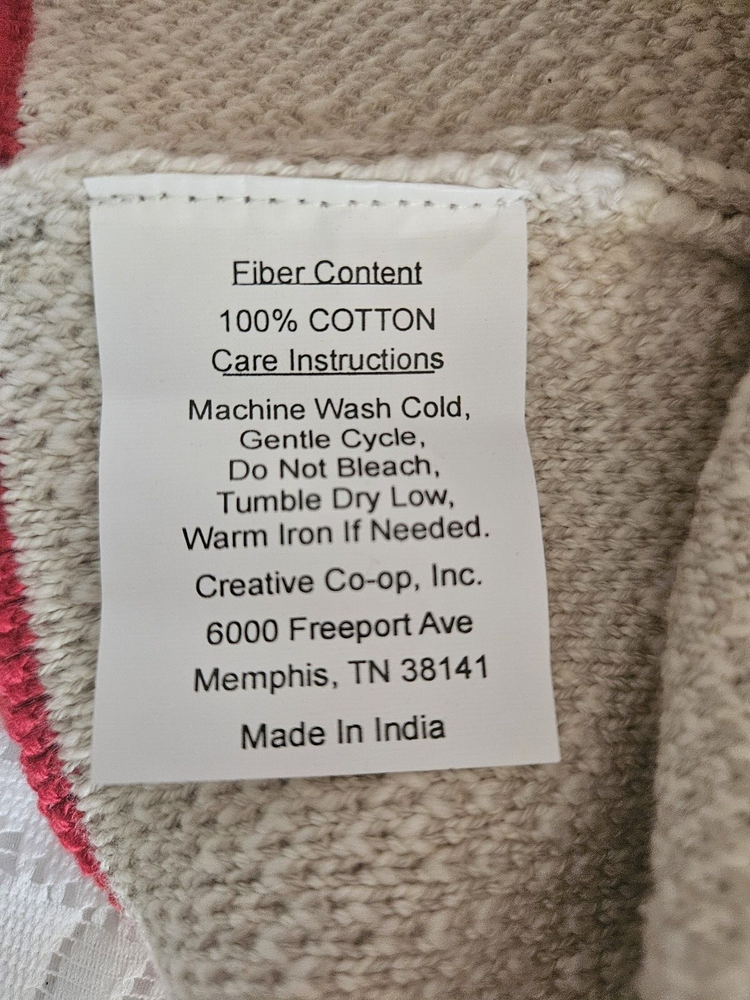 Fiber Content
100% COTTON
Care Instructions
Machine Wash Cold,
Gentle Cycle,
Do Not Bleach,
Tumble Dry Low,
Warm Iron If Needed.
Creative Co-op, Inc.
6000 Freeport Ave
Memphis, TN 38141
Made In India